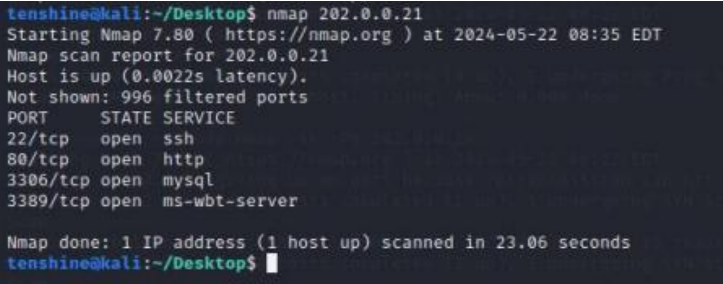 tenshine@kali:~/Desktop$ nmap 202.0.0.21
Starting Nmap 7.80 ( https://nmap.org ) at 2024-05-22 08:35 EDT
Nmap scan report for 202.0.0.21
Host is up (0.0022s latency).
Not shown: 996 filtered ports
PORT     STATE SERVICE
22/tcp   open  ssh
80/tcp   open  http
3306/tcp open  mysql
3389/tcp open  ms-wbt-server
Nmap done: 1 IP address (1 host up) scanned in 23.06 seconds
tenshine@kali:~/Desktop$